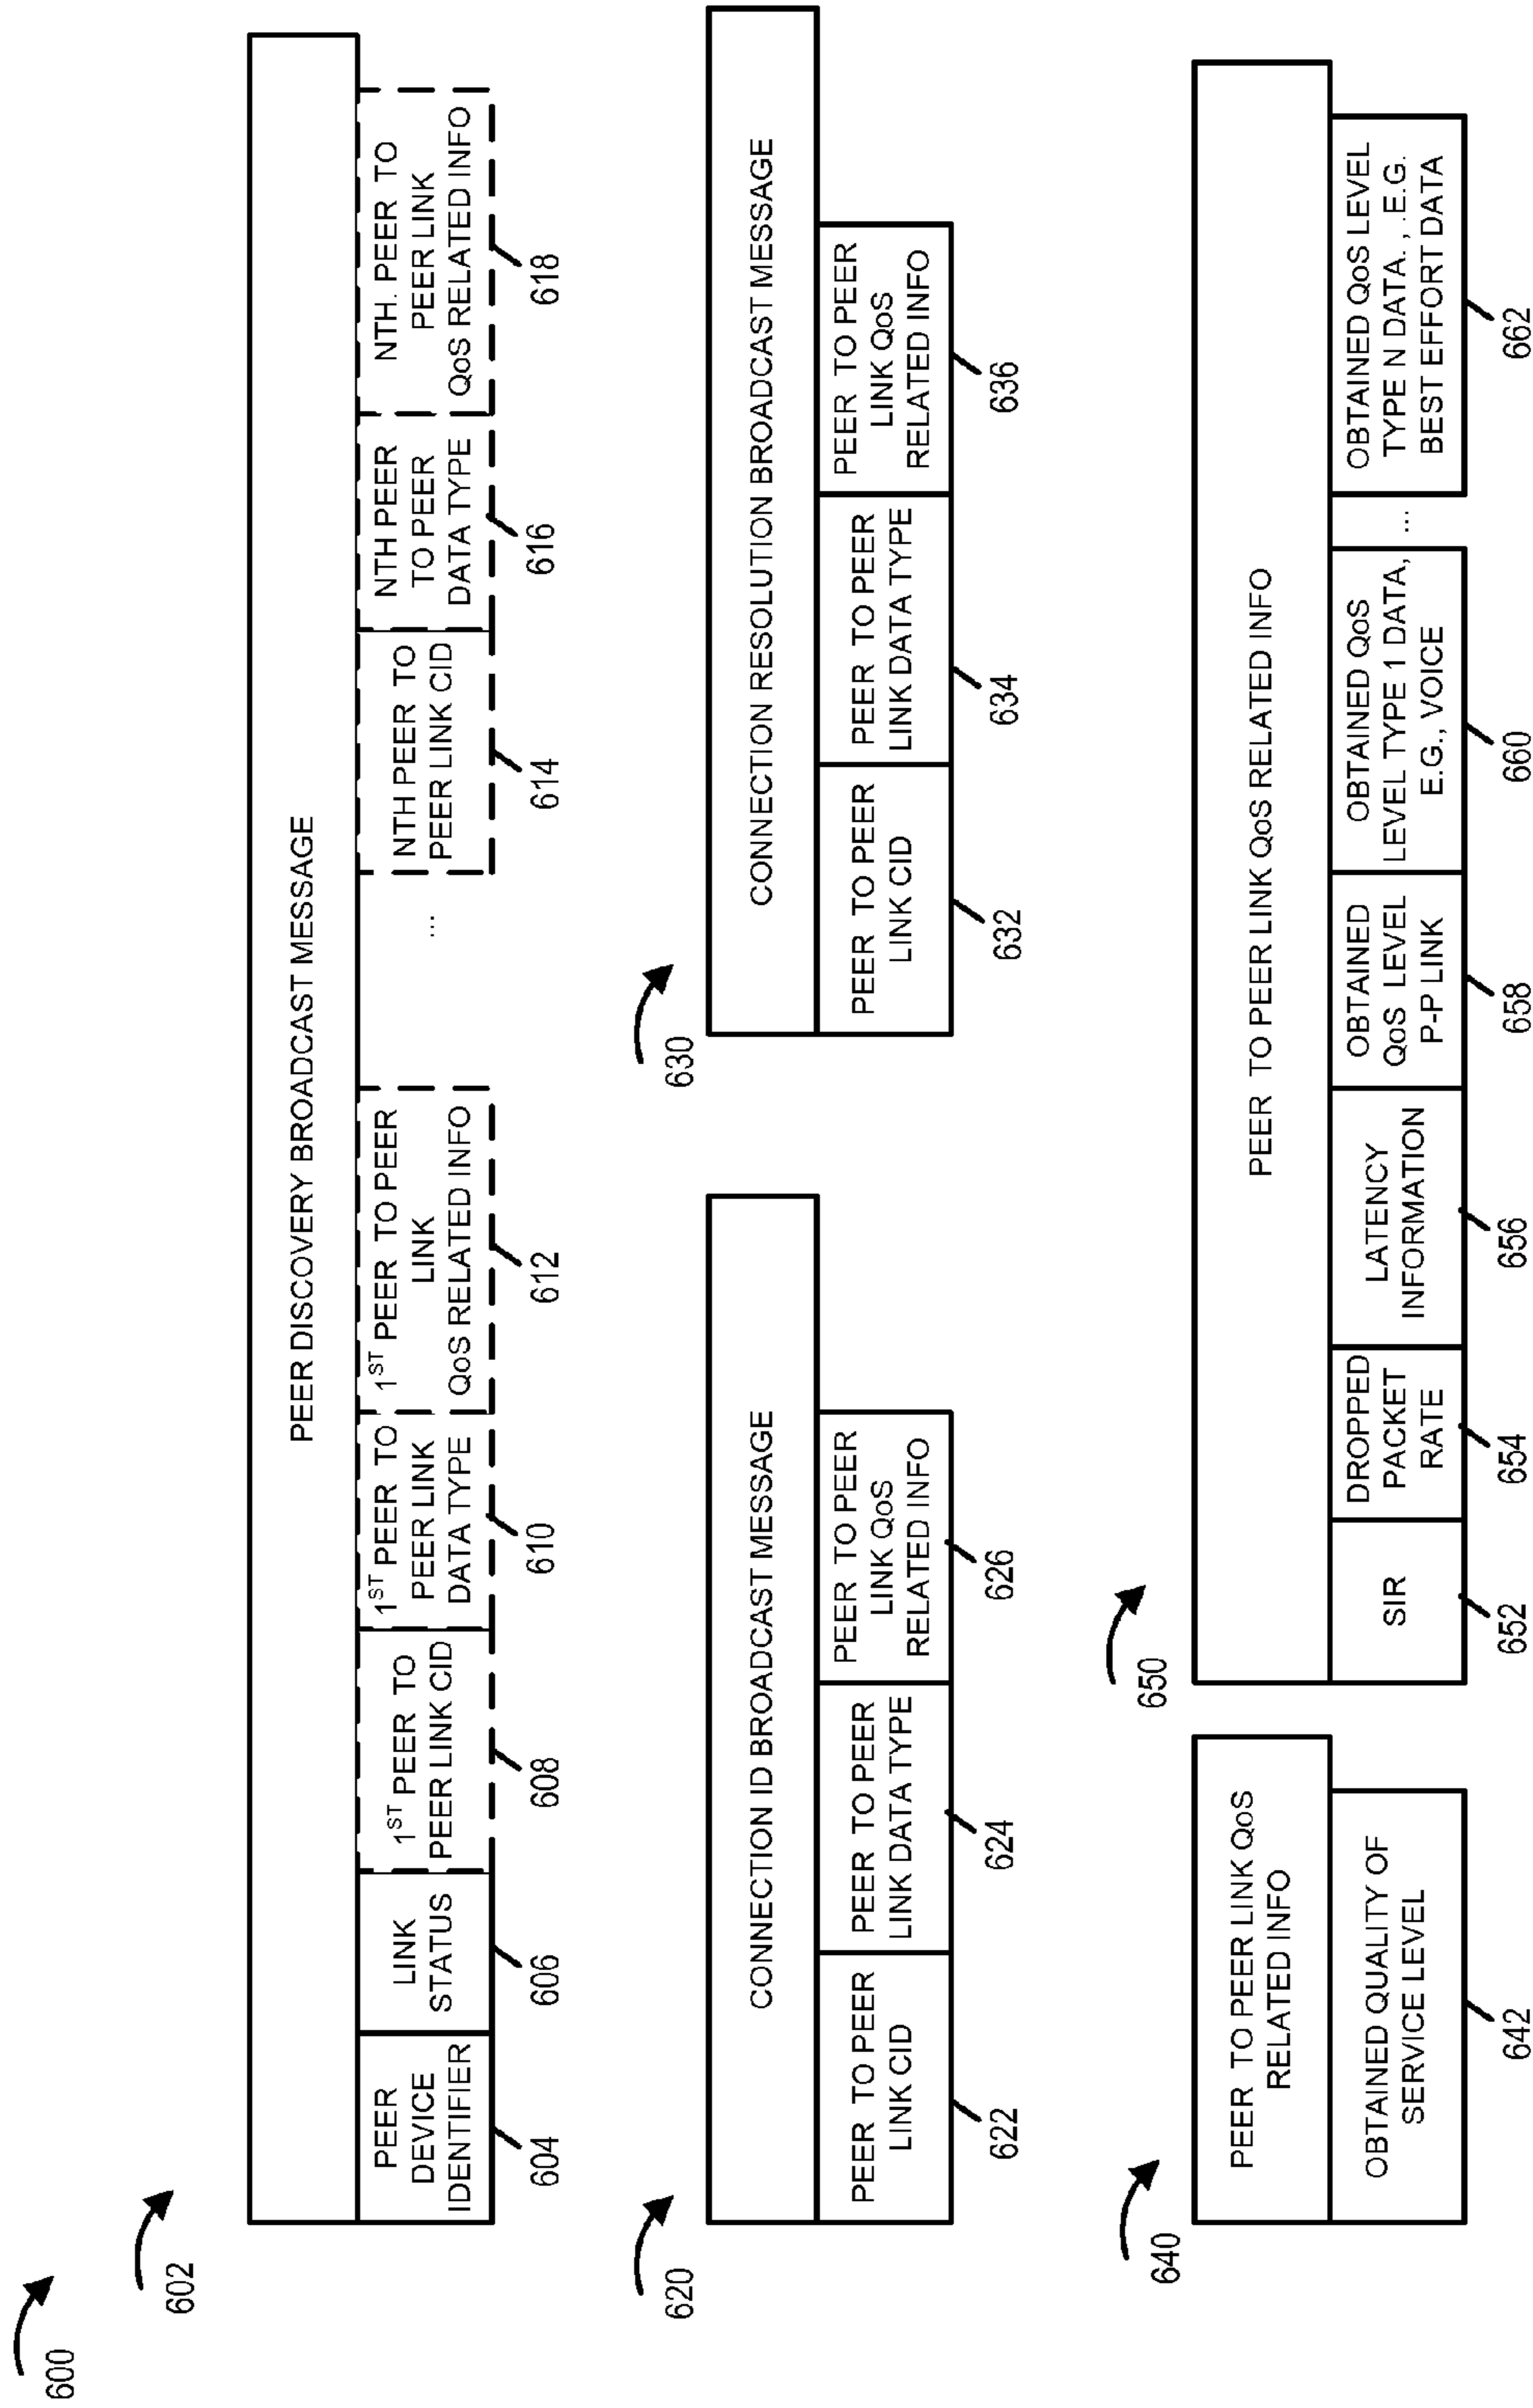 600
602
PEER DISCOVERY BROADCAST MESSAGE
PEER
DEVICE
IDENTIFIER
604
LINK
STATUS
606
1ST PEER TO
PEER LINK CID
608
1ST PEER TO
PEER LINK
DATA TYPE
610
1ST PEER TO PEER
LINK
QoS RELATED INFO
612
...
NTH PEER TO
PEER LINK CID
614
NTH PEER
TO PEER
DATA TYPE
616
NTH. PEER TO
PEER LINK
QoS RELATED INFO
618
620
CONNECTION ID BROADCAST MESSAGE
PEER TO PEER
LINK CID
622
PEER TO PEER
LINK DATA TYPE
624
PEER TO PEER
LINK QoS
RELATED INFO
626
630
CONNECTION RESOLUTION BROADCAST MESSAGE
PEER TO PEER
LINK CID
632
PEER TO PEER
LINK DATA TYPE
634
PEER TO PEER
LINK QoS
RELATED INFO
636
640
PEER TO PEER LINK QoS
RELATED INFO
OBTAINED QUALITY OF
SERVICE LEVEL
642
650
PEER TO PEER LINK QoS RELATED INFO
SIR
652
DROPPED
PACKET
RATE
654
LATENCY
INFORMATION
656
OBTAINED
QoS LEVEL
P-P LINK
658
OBTAINED QoS
LEVEL TYPE 1 DATA,
E.G., VOICE
660
...
OBTAINED QoS LEVEL
TYPE N DATA., .E.G.
BEST EFFORT DATA
662